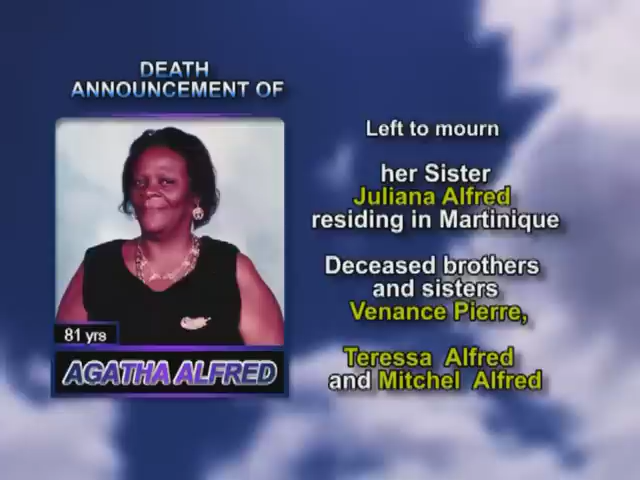 DEATH
ANNOUNCEMENT OF
81 yrs
AGATHA ALFRED
Left to mourn
her Sister
Juliana Alfred
residing in Martinique
Deceased brothers
and sisters
Venance Pierre,
Teressa Alfred
and Mitchel Alfred